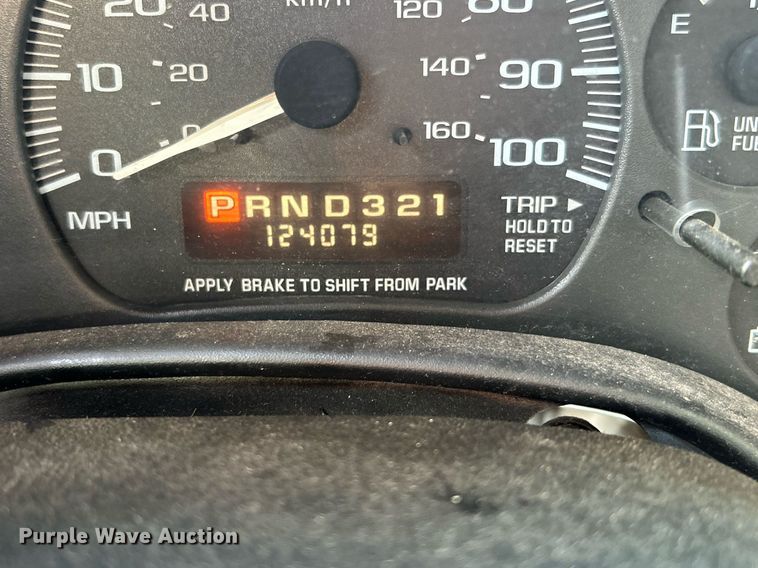 20 40 km/h 120 80
10 20 140 90
0 0 160 100
MPH
PRND321
124079
TRIP ►
HOLD TO
RESET
APPLY BRAKE TO SHIFT FROM PARK
E
Purple Wave Auction